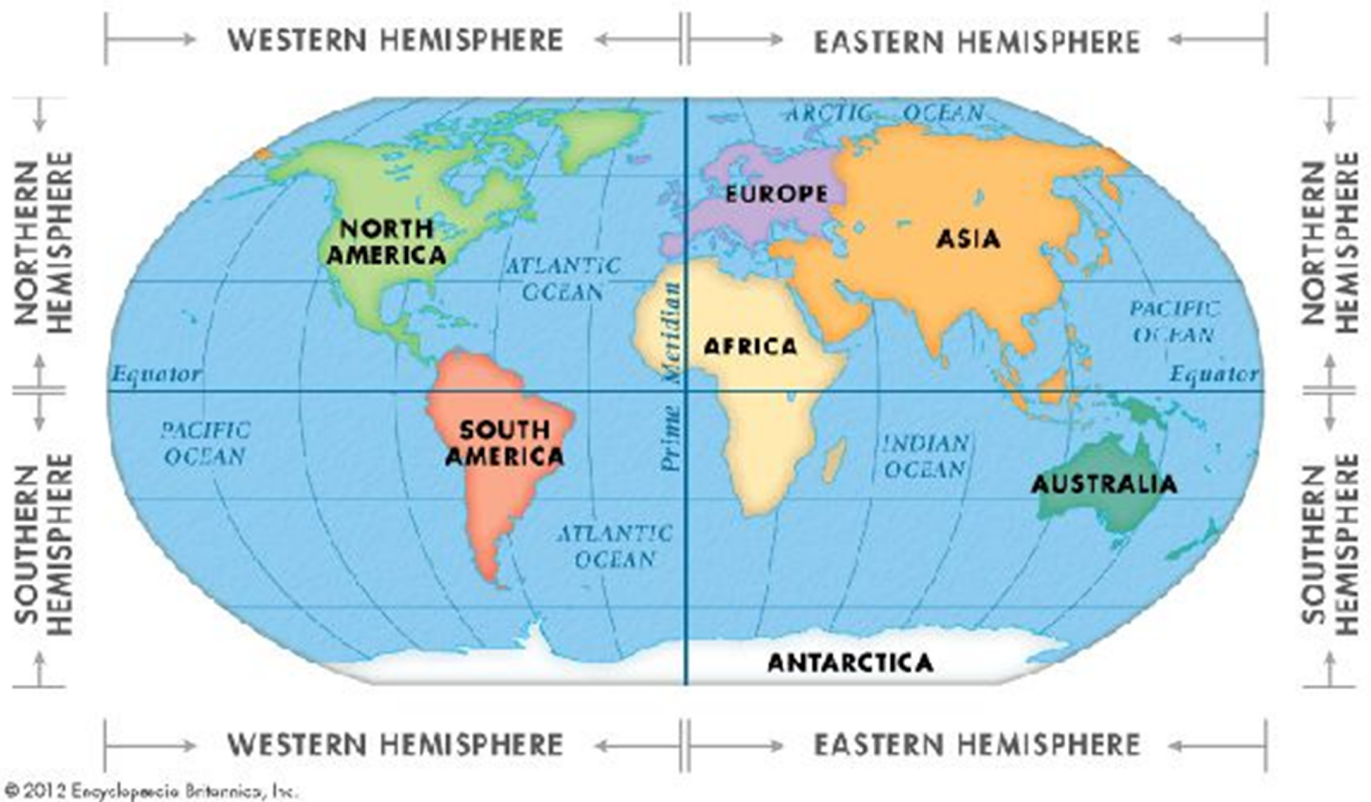 WESTERN HEMISPHERE
EASTERN HEMISPHERE
NORTHERN
HEMISPHERE
ARCTIC OCEAN
NORTHERN
HEMISPHERE
EUROPE
NORTH
AMERICA
ASIA
ATLANTIC
OCEAN
PACIFIC
OCEAN
AFRICA
Equator
Prime Meridian
Equator
PACIFIC
OCEAN
SOUTH
AMERICA
INDIAN
OCEAN
AUSTRALIA
SOUTHERN
HEMISPHERE
ATLANTIC
OCEAN
SOUTHERN
HEMISPHERE
ANTARCTICA
WESTERN HEMISPHERE
EASTERN HEMISPHERE
© 2012 Encyclopædia Britannica, Inc.